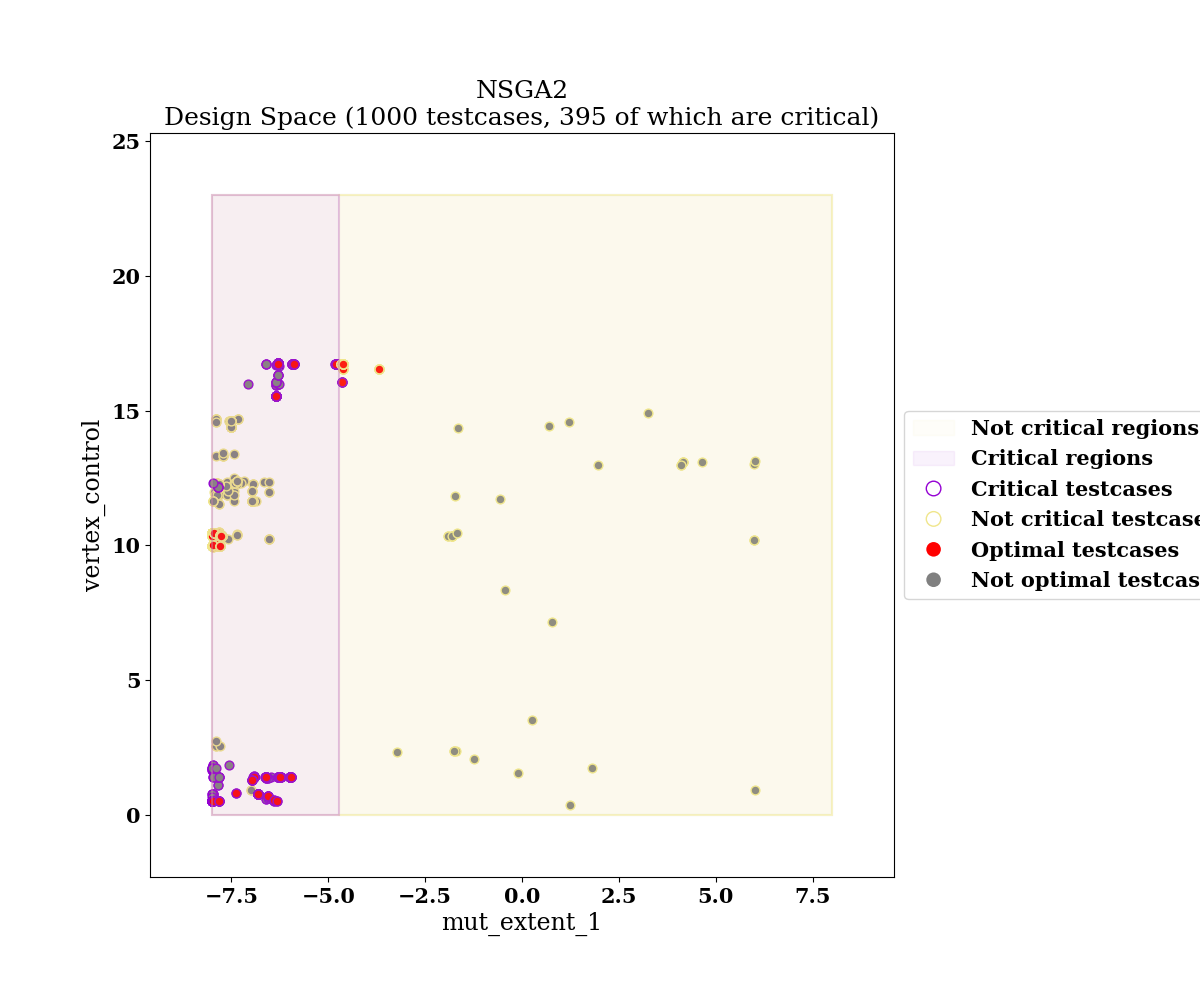 NSGA2
Design Space (1000 testcases, 395 of which are critical)
25
20
15
10
5
0
vertex_control
−7.5 −5.0 −2.5 0.0 2.5 5.0 7.5
mut_extent_1
Not critical regions
Critical regions
Critical testcases
Not critical testcase
Optimal testcases
Not optimal testcas